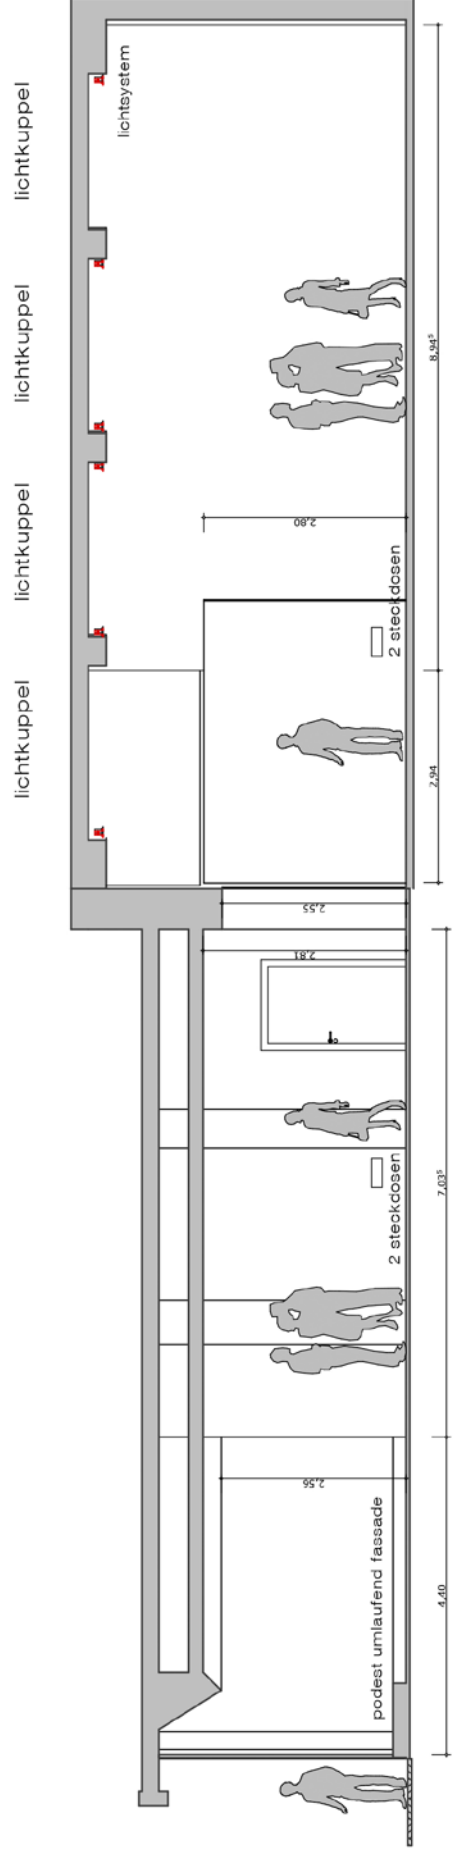 lichtkuppel
lichtkuppel
lichtkuppel
lichtkuppel
lichtsystem
8,94⁵
2,80
2 steckdosen
2,94
2,55
2,81
2 steckdosen
7,03⁵
2,56
podest umlaufend fassade
4,40